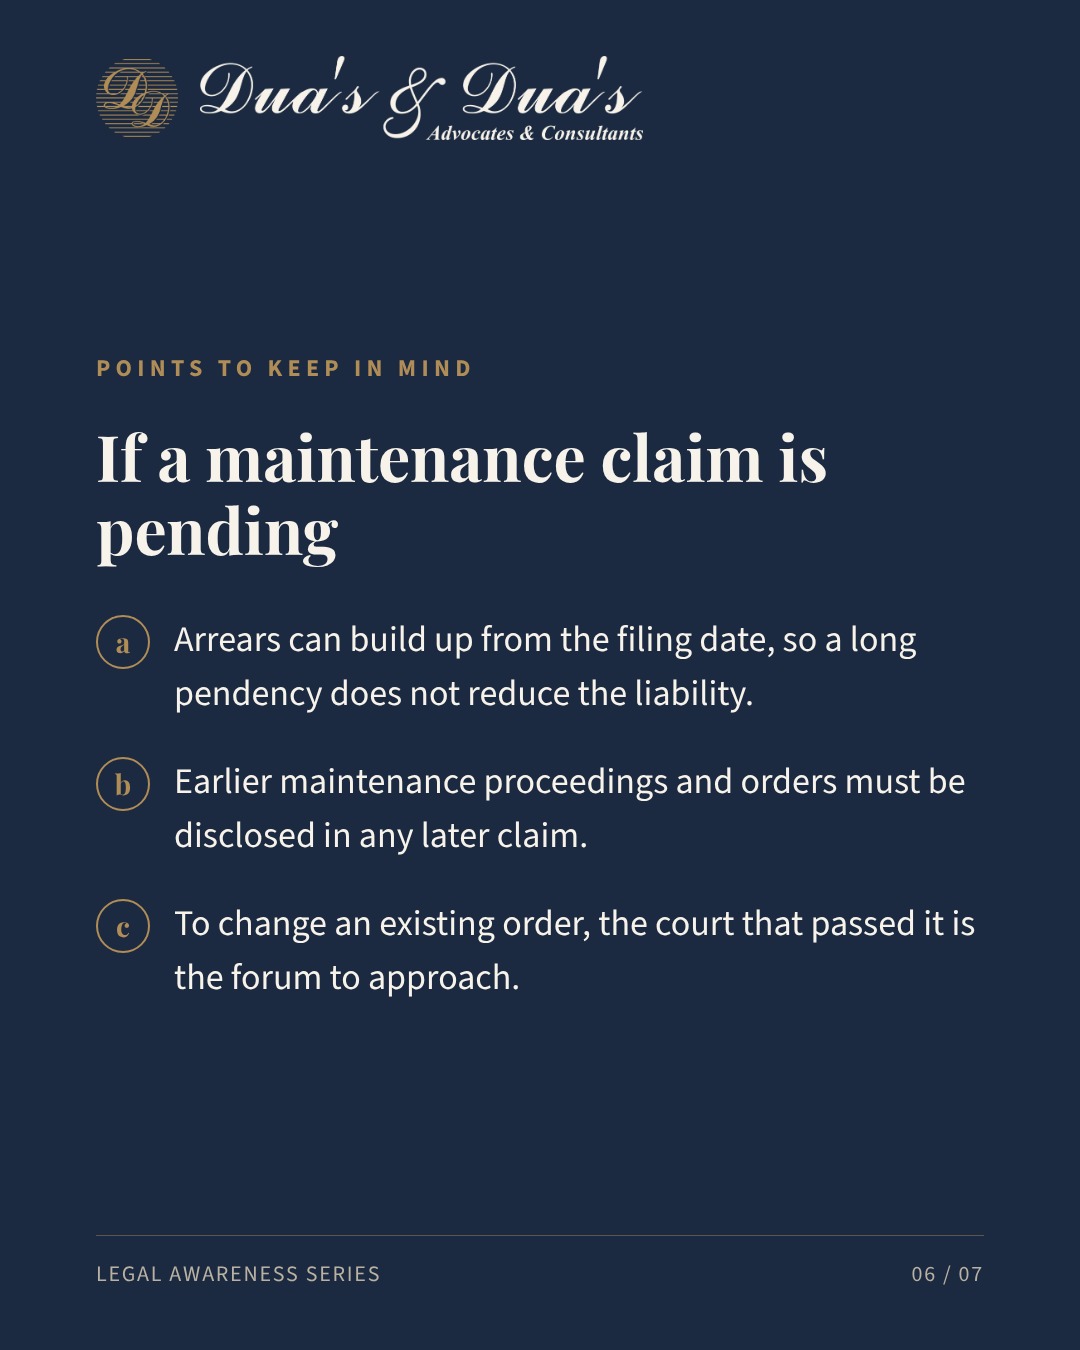 DD
Dua's & Dua's
Advocates & Consultants
POINTS TO KEEP IN MIND
If a maintenance claim is
pending
a Arrears can build up from the filing date, so a long
pendency does not reduce the liability.
b Earlier maintenance proceedings and orders must be
disclosed in any later claim.
c To change an existing order, the court that passed it is
the forum to approach.
LEGAL AWARENESS SERIES 06 / 07